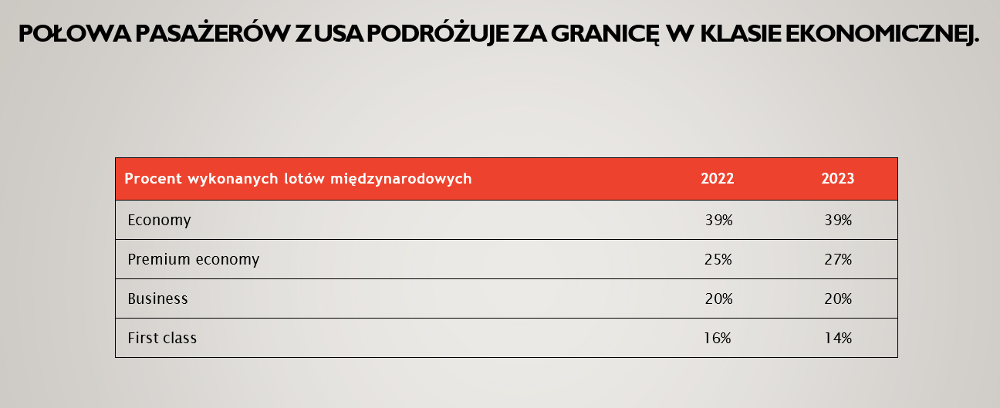 POŁOWA PASAŻERÓW Z USA PODRÓŻUJE ZA GRANICĘ W KLASIE EKONOMICZNEJ.
Procent wykonanych lotów międzynarodowych 2022 2023
Economy 39% 39%
Premium economy 25% 27%
Business 20% 20%
First class 16% 14%